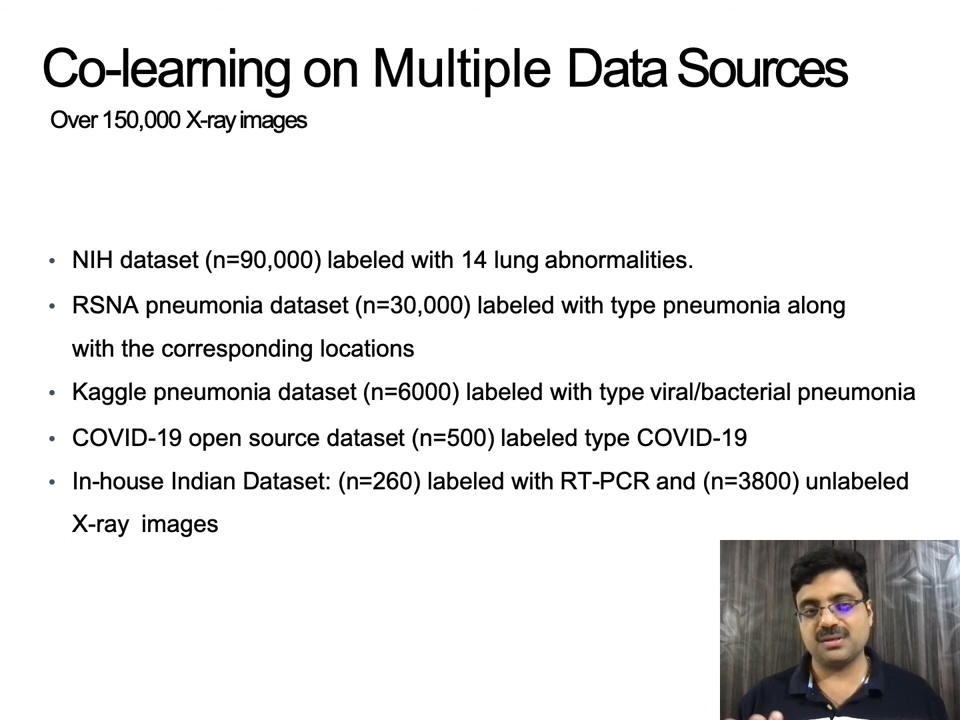 Co-learning on Multiple Data Sources
Over 150,000 X-ray images
• NIH dataset (n=90,000) labeled with 14 lung abnormalities.
• RSNA pneumonia dataset (n=30,000) labeled with type pneumonia along
with the corresponding locations
• Kaggle pneumonia dataset (n=6000) labeled with type viral/bacterial pneumonia
• COVID-19 open source dataset (n=500) labeled type COVID-19
• In-house Indian Dataset: (n=260) labeled with RT-PCR and (n=3800) unlabeled
X-ray images